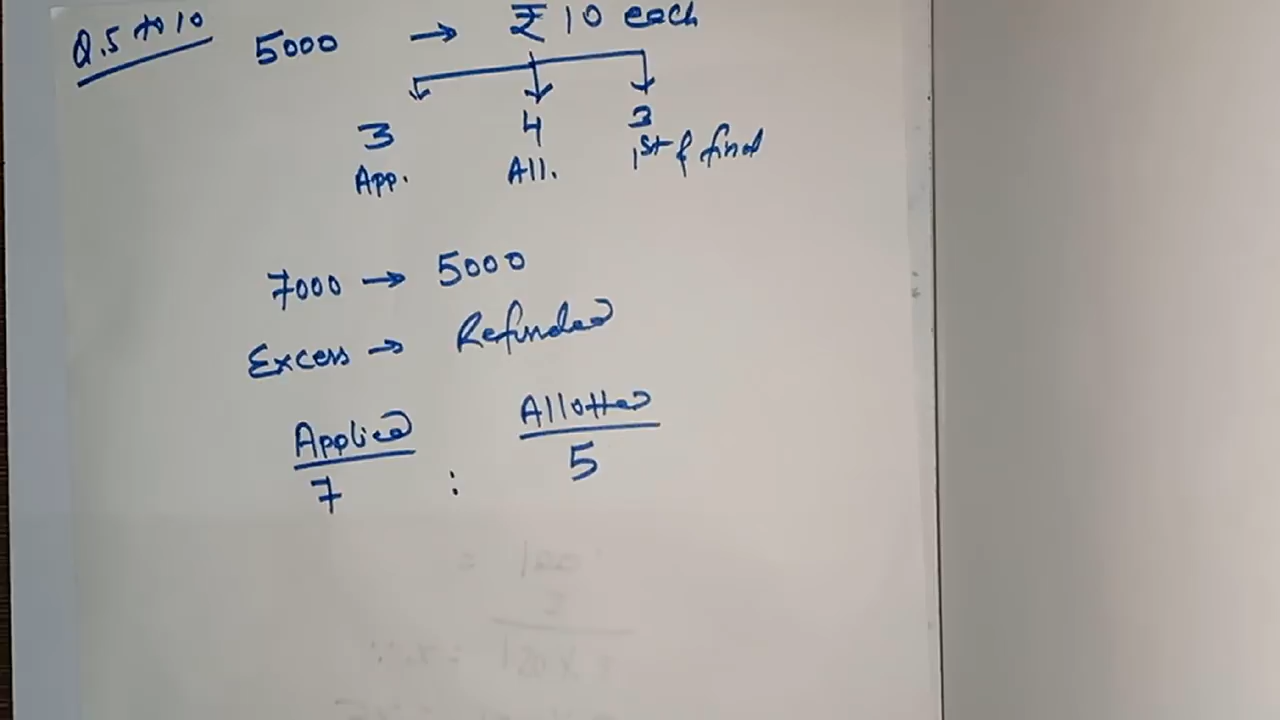 Q.5 to 10
5000 → ₹ 10 each
3 4 3
App. All. 1st & final
7000 → 5000
Excess → Refunded
Applied Allotted
7 : 5